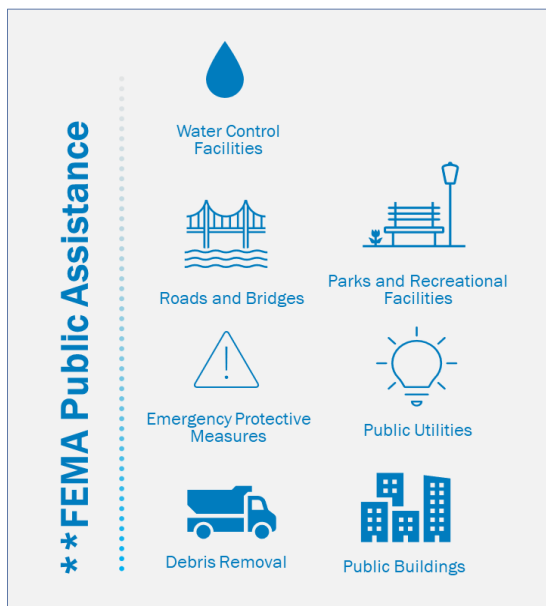 **FEMA Public Assistance
Water Control
Facilities
Roads and Bridges
Parks and Recreational
Facilities
Emergency Protective
Measures
Public Utilities
Debris Removal
Public Buildings